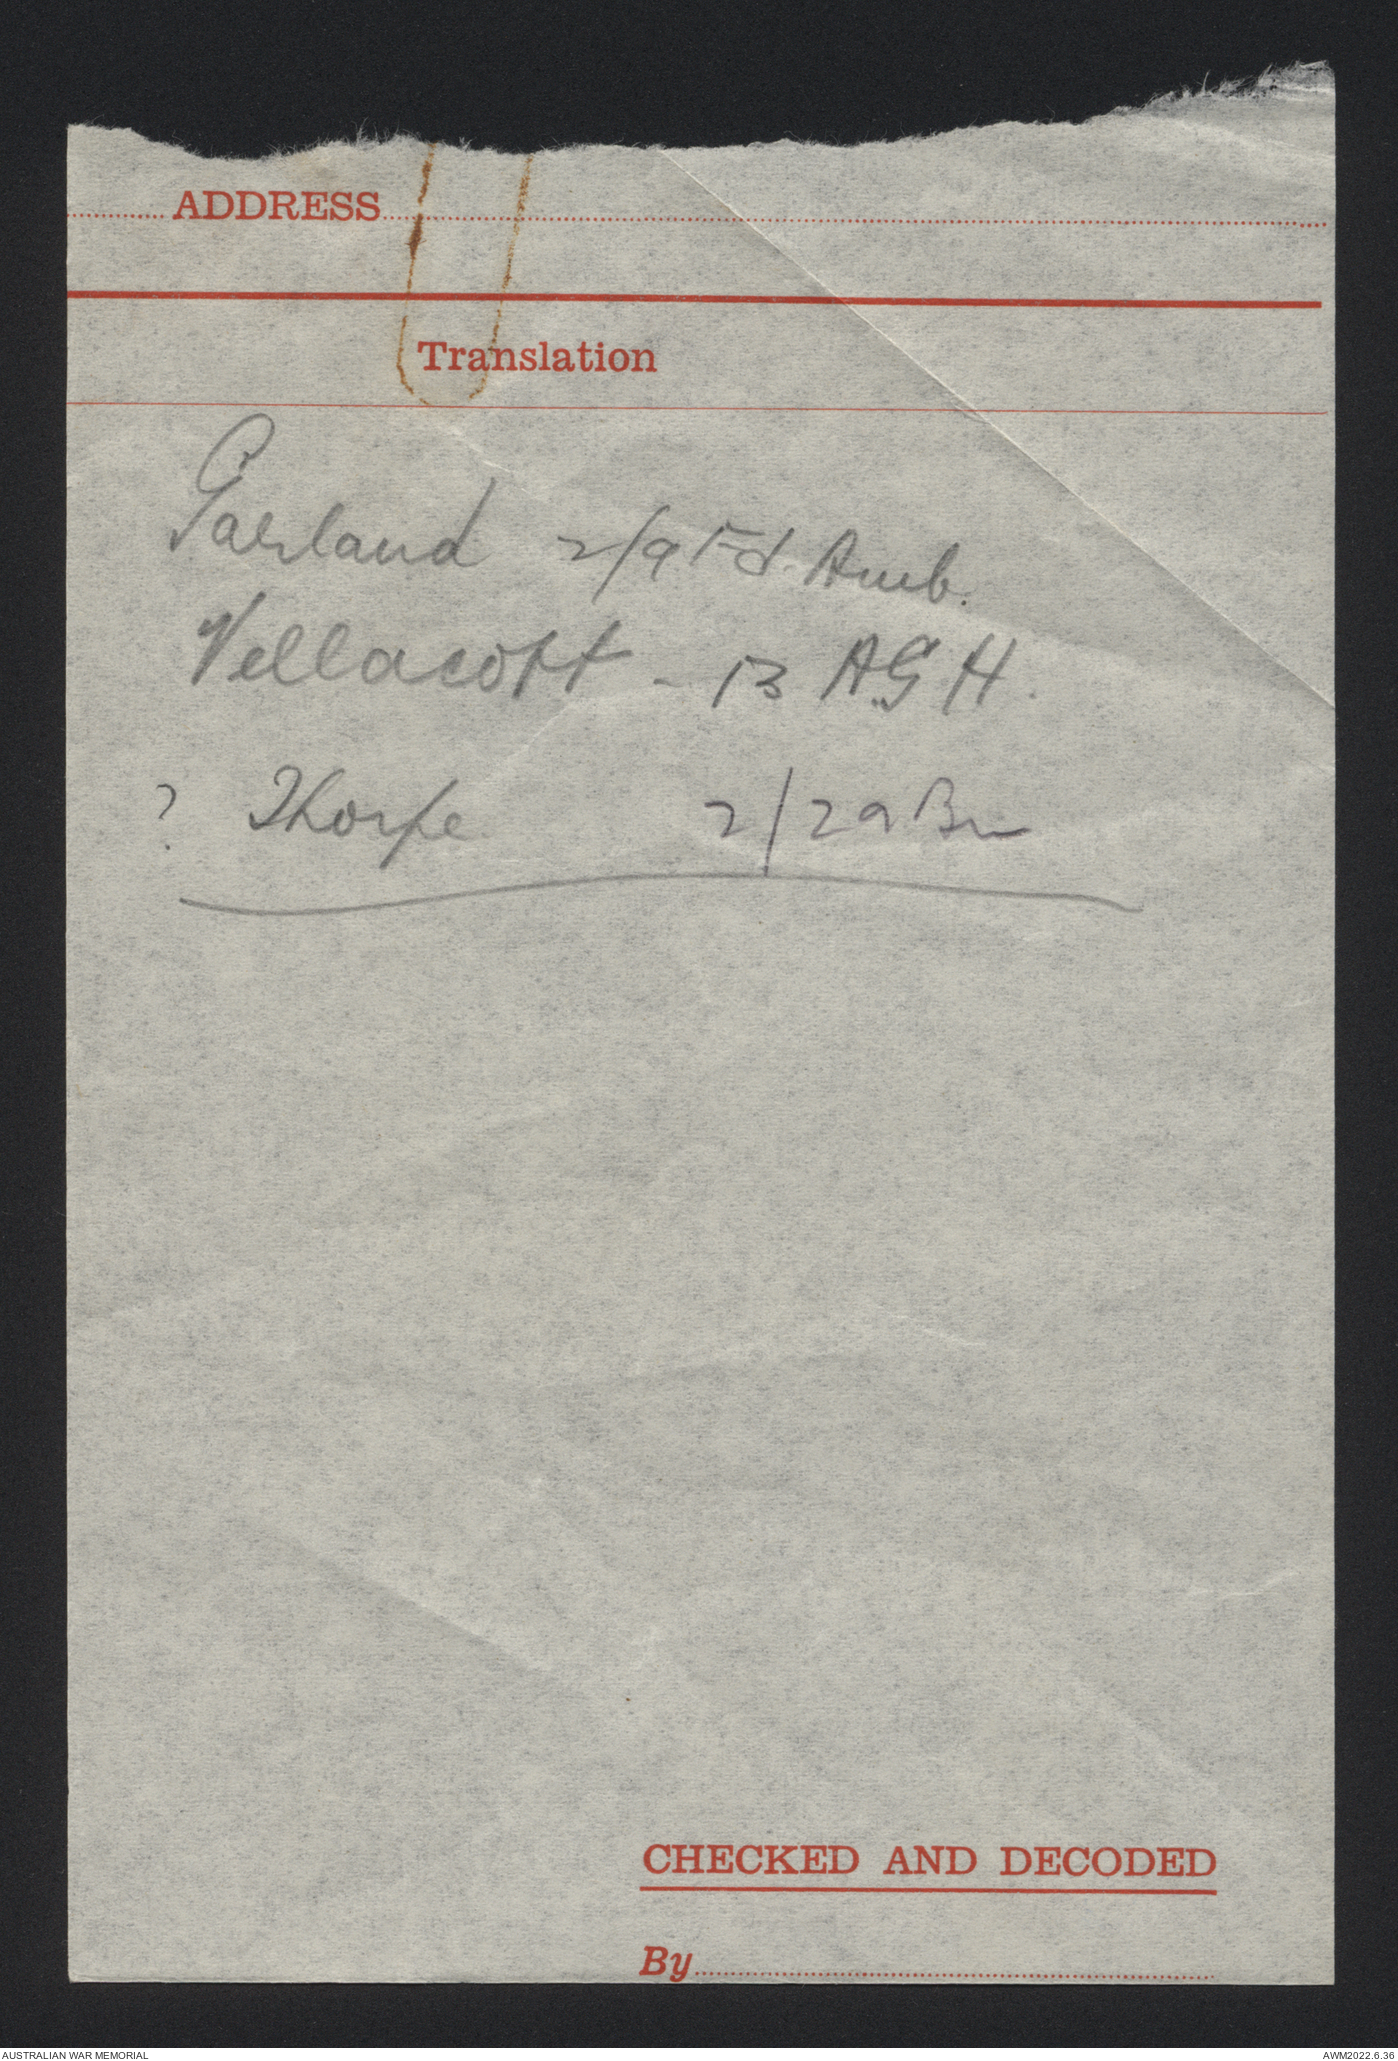 ADDRESS
Translation
Garland 2/9 Fd. Amb.
Vellacott - 13 A.G.H.
? Thorpe 2/29 Bn
CHECKED AND DECODED
By
AUSTRALIAN WAR MEMORIAL
AWM2022.6.36